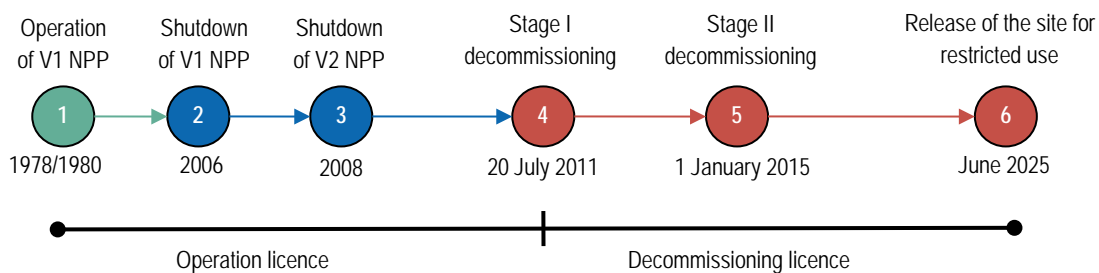 Operation
of V1 NPP
Shutdown
of V1 NPP
Shutdown
of V2 NPP
Stage I
decommissioning
Stage II
decommissioning
Release of the site for
restricted use
1
2
3
4
5
6
1978/1980
2006
2008
20 July 2011
1 January 2015
June 2025
Operation licence
Decommissioning licence